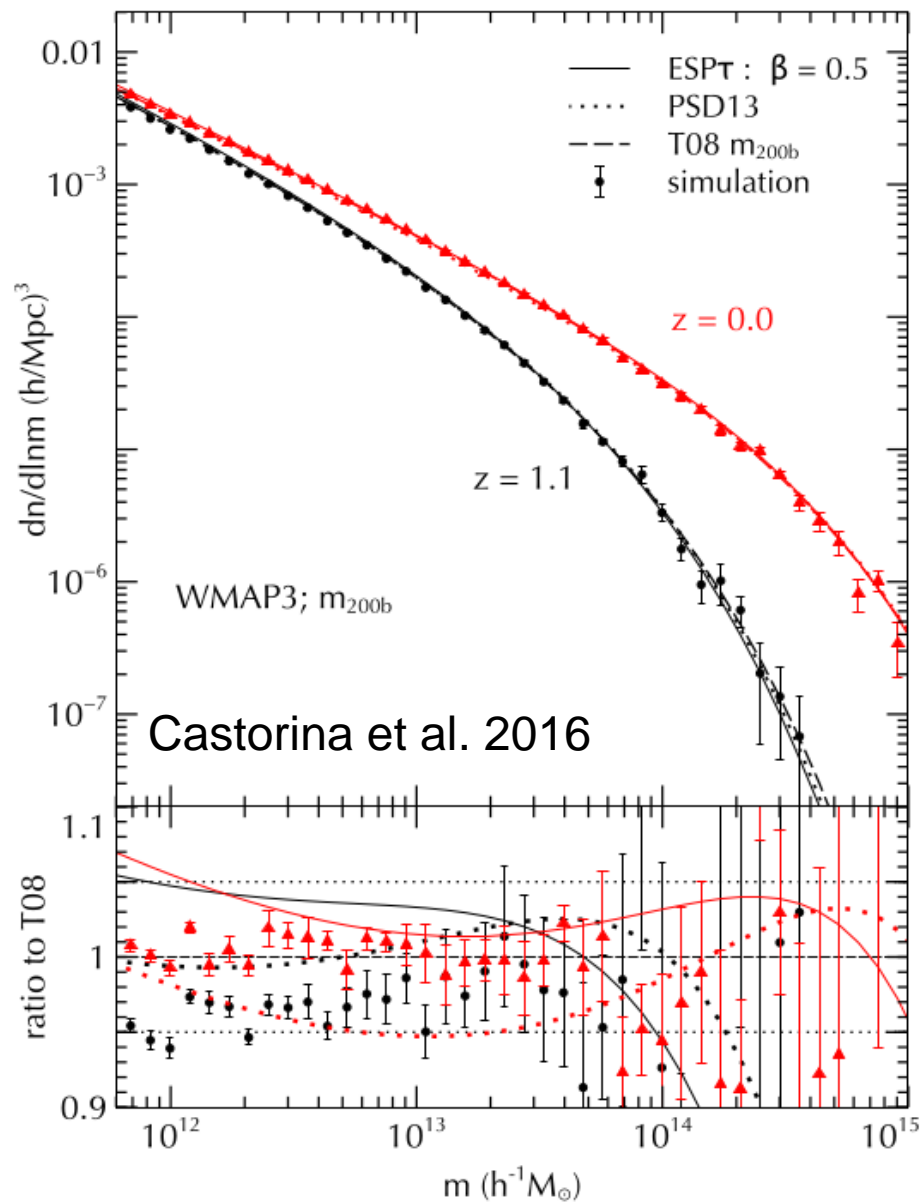 0.01
ESPτ : β = 0.5
PSD13
T08 m₂₀₀b
simulation
10⁻³
dn/dlnm (h/Mpc)³
z = 0.0
z = 1.1
10⁻⁶
WMAP3; m₂₀₀b
10⁻⁷
Castorina et al. 2016
1.1
ratio to T08
1
0.9
10¹²
10¹³
10¹⁴
10¹⁵
m (h⁻¹M☉)